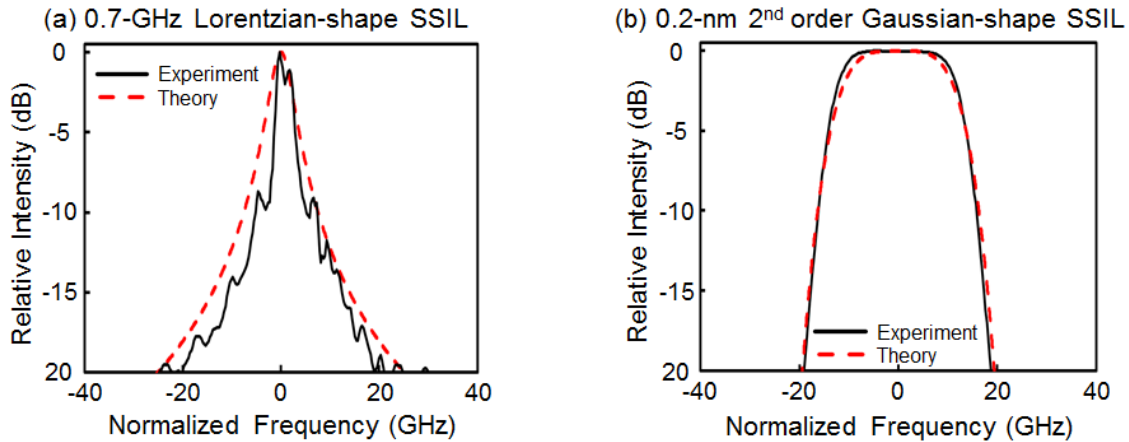 (a) 0.7-GHz Lorentzian-shape SSIL
0
-5
-10
-15
20
Relative Intensity (dB)
Experiment
Theory
-40
-20
0
20
40
Normalized Frequency (GHz)
(b) 0.2-nm 2nd order Gaussian-shape SSIL
0
-5
-10
-15
20
Relative Intensity (dB)
Experiment
Theory
-40
-20
0
20
40
Normalized Frequency (GHz)